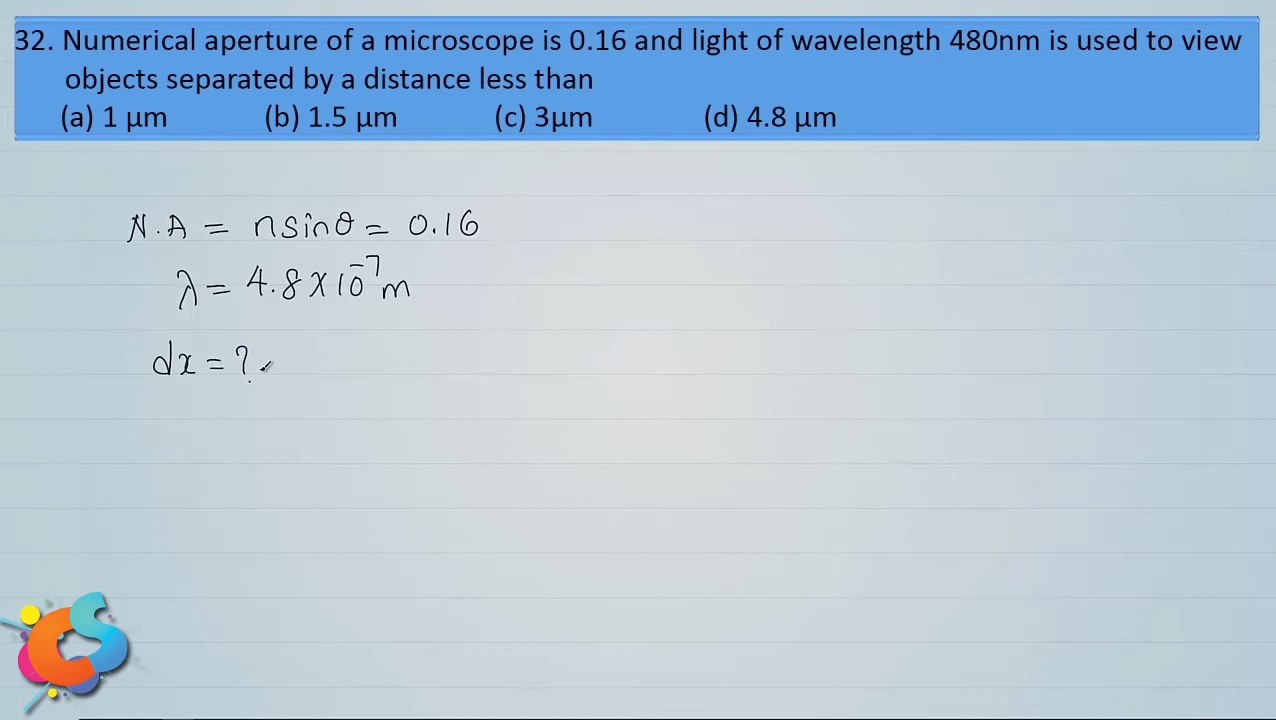 32. Numerical aperture of a microscope is 0.16 and light of wavelength 480nm is used to view
objects separated by a distance less than
(a) 1 μm (b) 1.5 μm (c) 3μm (d) 4.8 μm
N.A = nsinθ = 0.16
λ = 4.8×10⁻⁷m
dx = ?
CS